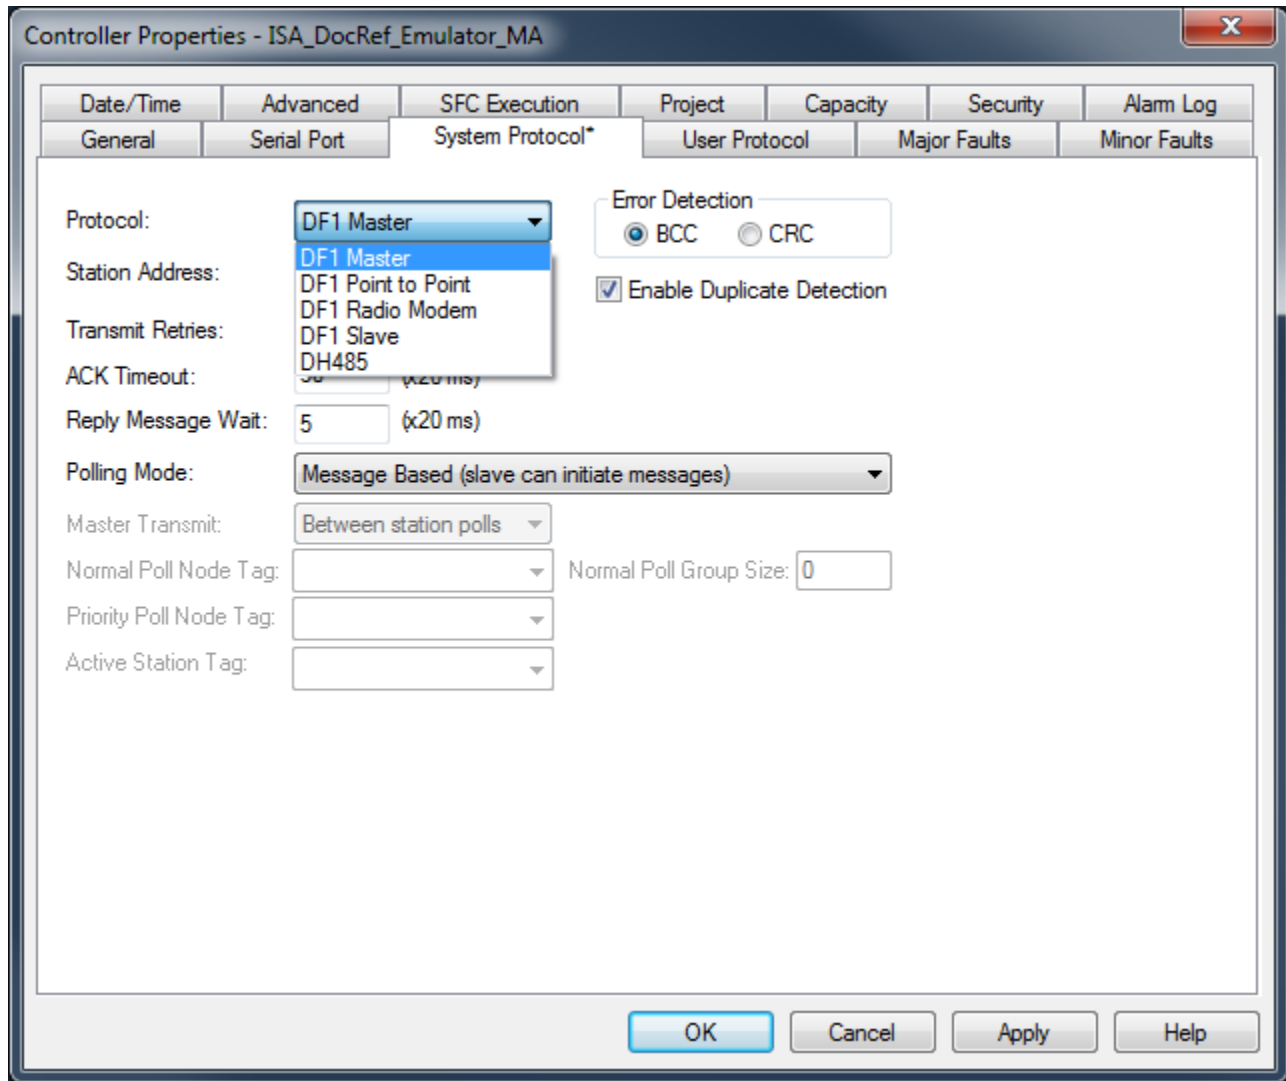 Controller Properties - ISA_DocRef_Emulator_MA
X
Date/Time Advanced SFC Execution Project Capacity Security Alarm Log
General Serial Port System Protocol* User Protocol Major Faults Minor Faults
Protocol: DF1 Master
Error Detection
BCC CRC
DF1 Master
DF1 Point to Point
DF1 Radio Modem
DF1 Slave
DH485
Station Address:
Enable Duplicate Detection
Transmit Retries:
ACK Timeout: (x20 ms)
Reply Message Wait: 5 (x20 ms)
Polling Mode: Message Based (slave can initiate messages)
Master Transmit: Between station polls
Normal Poll Node Tag: Normal Poll Group Size: 0
Priority Poll Node Tag:
Active Station Tag:
OK Cancel Apply Help